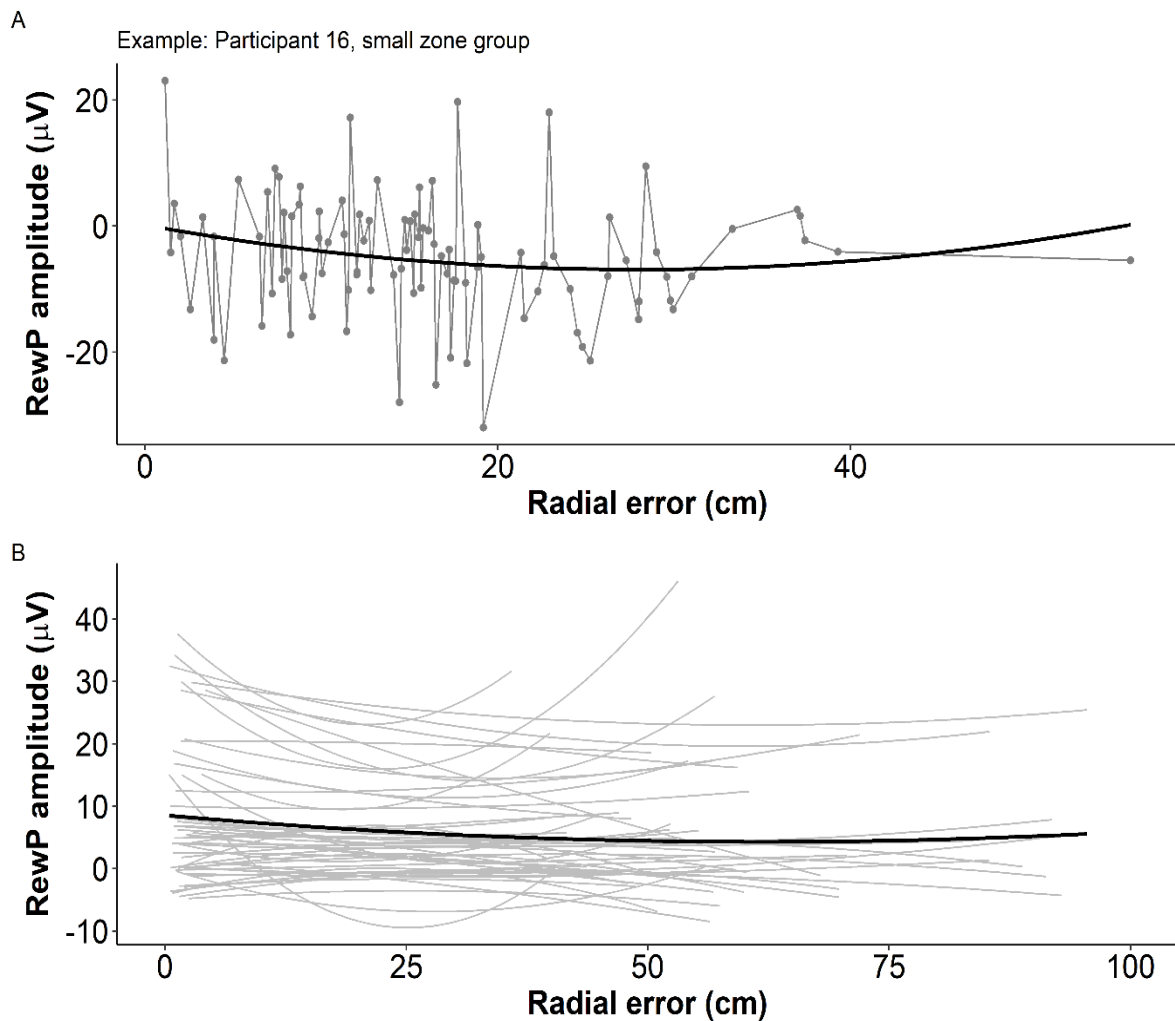 A
Example: Participant 16, small zone group
RewP amplitude (μV)
20
0
-20
0
20
40
Radial error (cm)
B
RewP amplitude (μV)
40
30
20
10
0
-10
0
25
50
75
100
Radial error (cm)